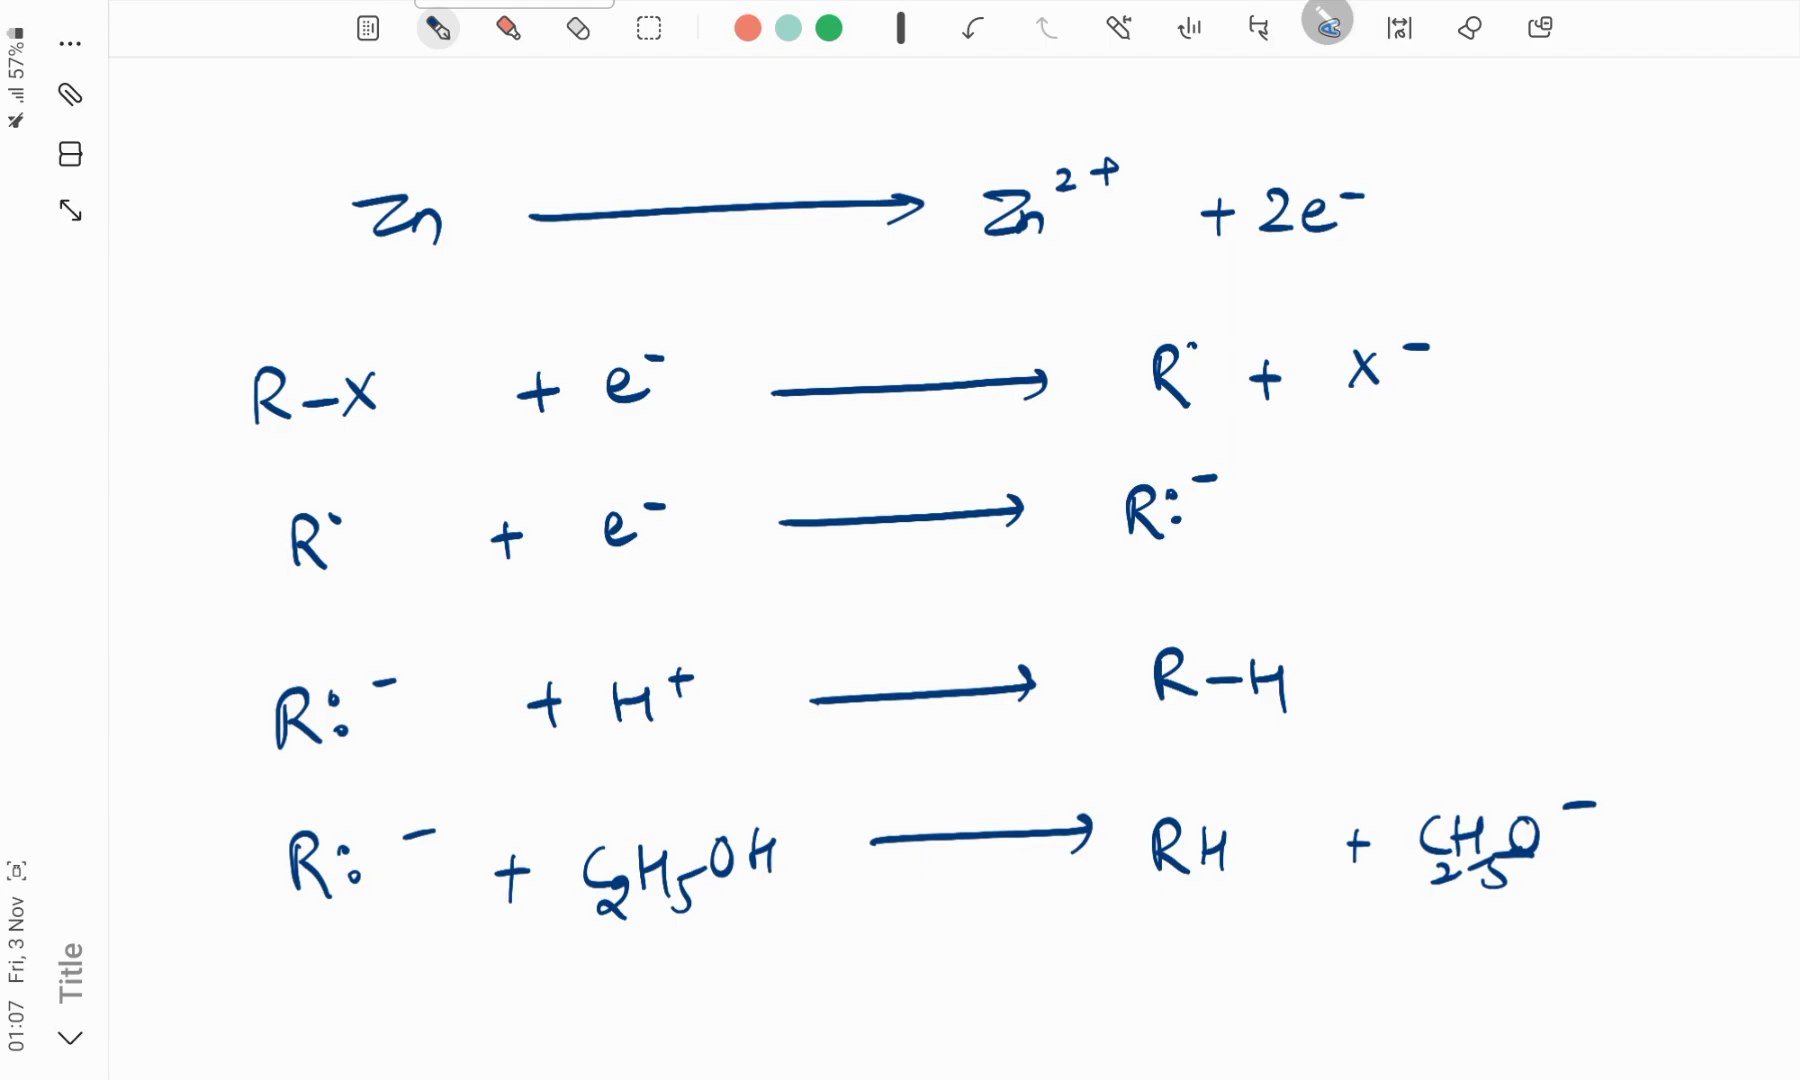 Zn ⟶ Zn²⁺ + 2e⁻
R–X + e⁻ ⟶ R˙ + X⁻
R˙ + e⁻ ⟶ R:⁻
R:⁻ + H⁺ ⟶ R–H
R:⁻ + C₂H₅OH ⟶ RH + C₂H₅O⁻
01:07 Fri, 3 Nov
57%
Title